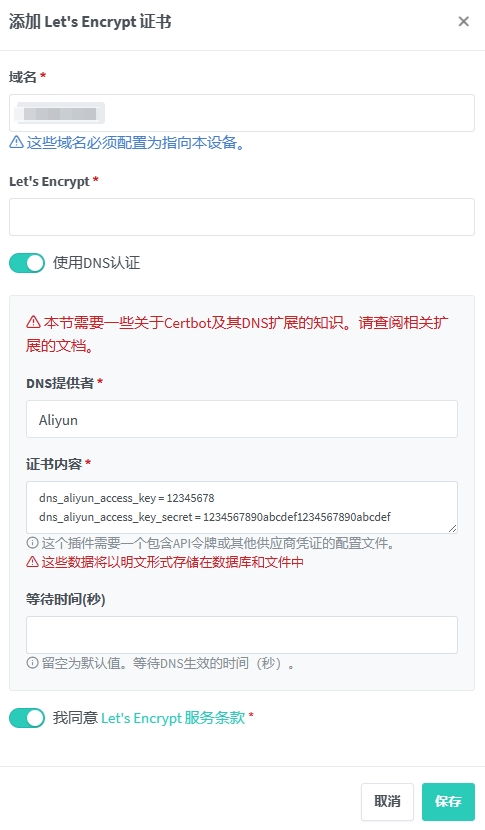 添加 Let's Encrypt 证书
域名 *
这些域名必须配置为指向本设备。
Let's Encrypt *
使用DNS认证
本节需要一些关于Certbot及其DNS扩展的知识。请查阅相关扩
展的文档。
DNS提供者 *
Aliyun
证书内容 *
dns_aliyun_access_key = 12345678
dns_aliyun_access_key_secret = 1234567890abcdef1234567890abcdef
这个插件需要一个包含API令牌或其他供应商凭证的配置文件。
这些数据将以明文形式存储在数据库和文件中
等待时间(秒)
留空为默认值。等待DNS生效的时间（秒）。
我同意 Let's Encrypt 服务条款 *
取消
保存